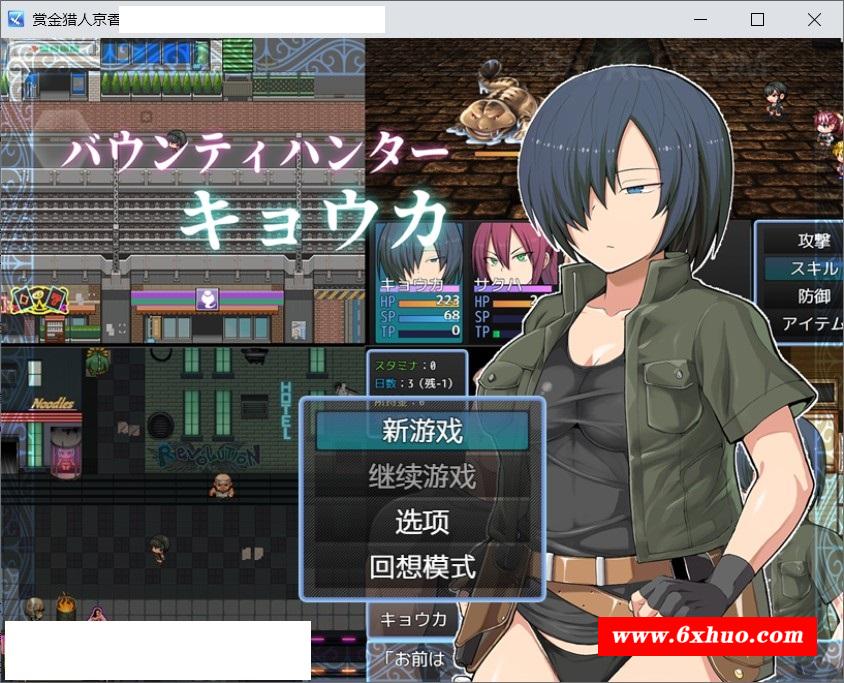 赏金猎人京香
バウンティハンター
キョウカ
キョウカ
HP 223
SP 68
TP 0
サクハ
HP 2
SP
TP
攻撃
スキル
防御
アイテム
スタミナ：0
日数：3（残-1）
Noodles
HOTEL
REVOLUTION
新游戏
继续游戏
选项
回想模式
キョウカ
「お前は
www.6xhuo.com